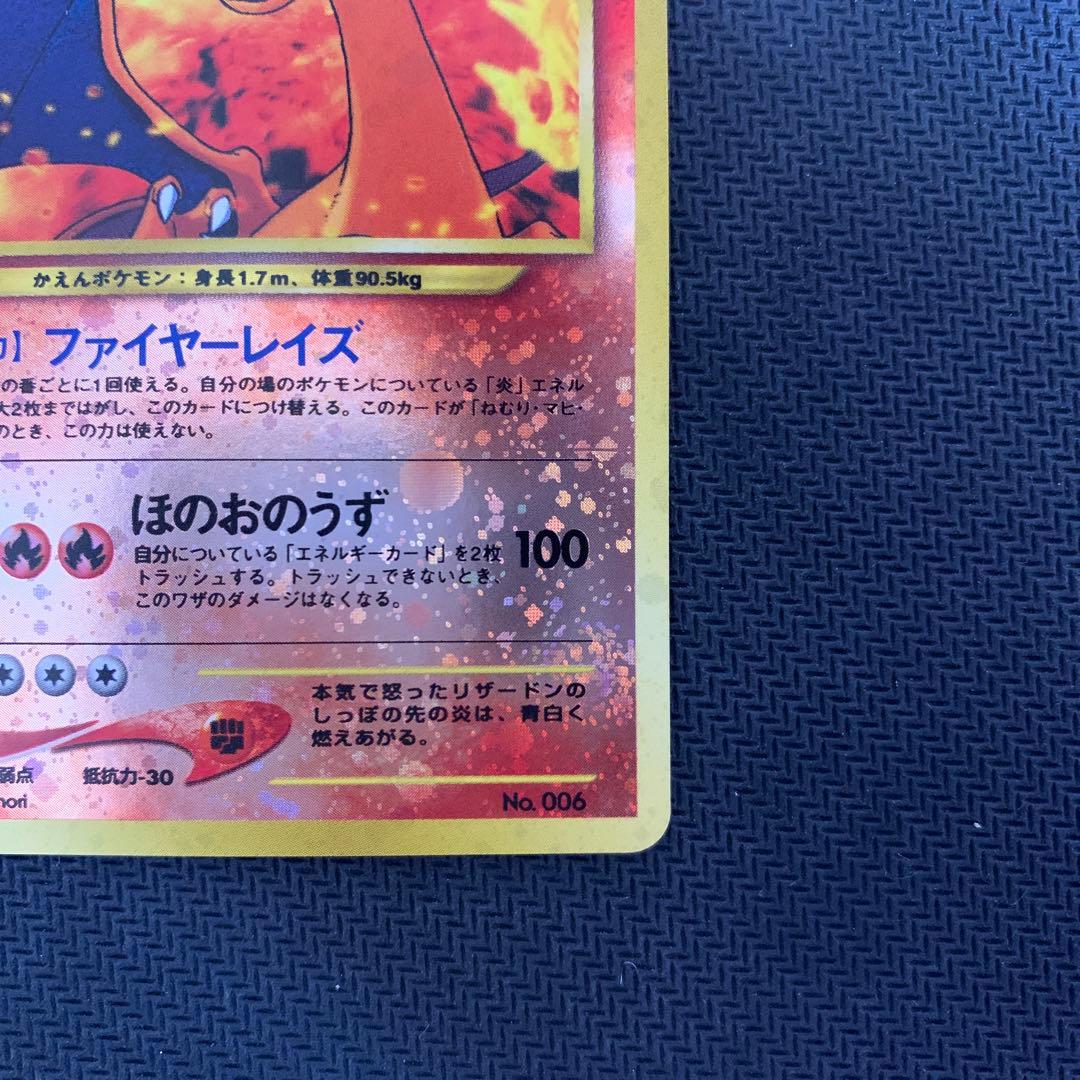 かえんポケモン：身長1.7m、体重90.5kg
】ファイヤーレイズ
の番ごとに1回使える。自分の場のポケモンについている「炎」エネル
大2枚まではがし、このカードにつけ替える。このカードが「ねむり・マヒ・
のとき、この力は使えない。
ほのおのうず
100
自分についている「エネルギーカード」を2枚
トラッシュする。トラッシュできないとき、
このワザのダメージはなくなる。
本気で怒ったリザードンの
しっぽの先の炎は、青白く
燃えあがる。
弱点 抵抗力-30
nori No. 006